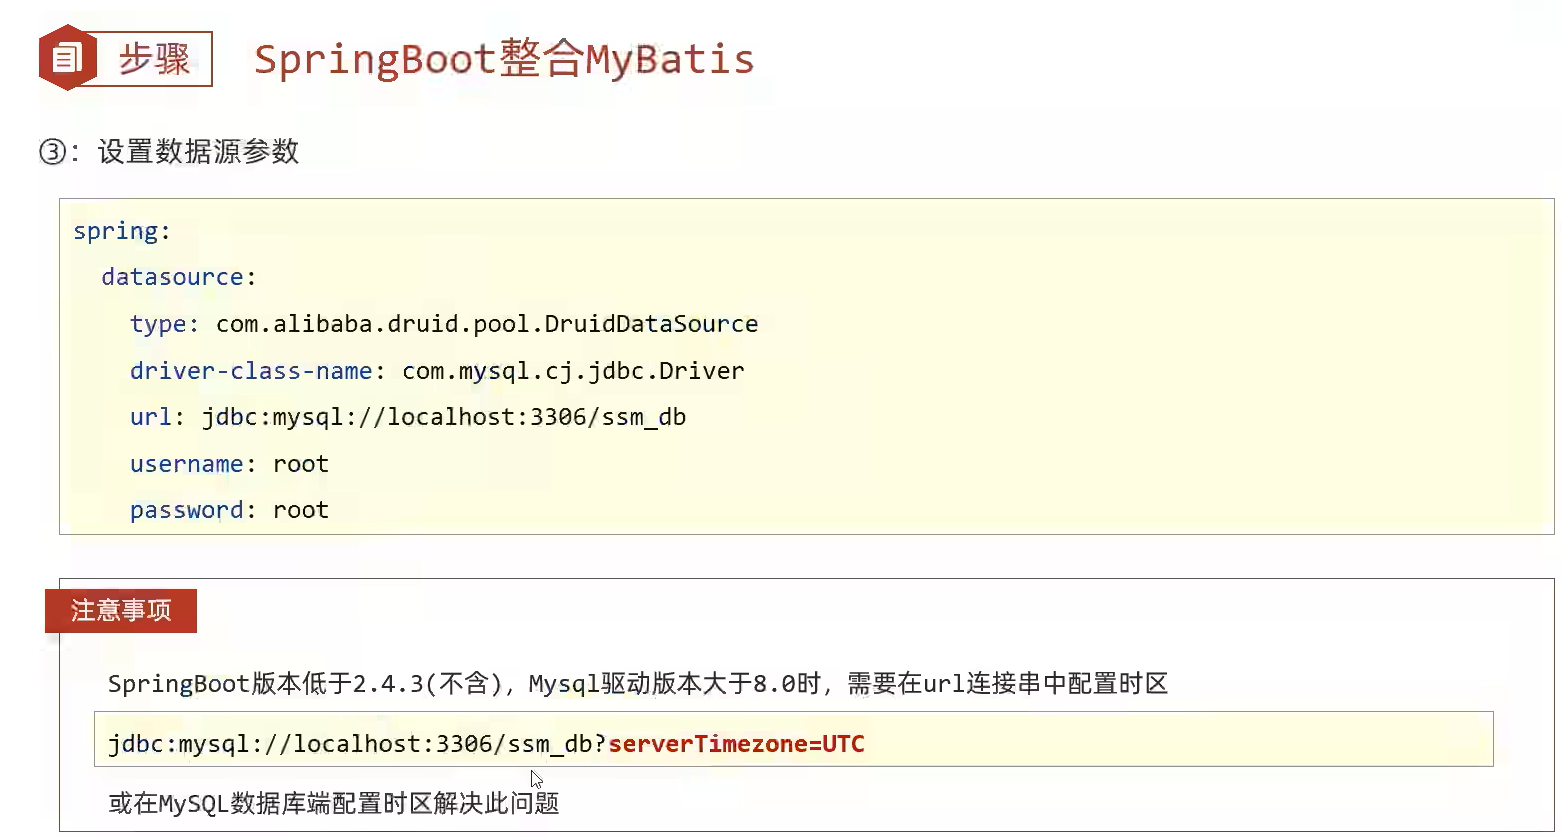 步骤 SpringBoot整合MyBatis
③：设置数据源参数
spring:
  datasource:
    type: com.alibaba.druid.pool.DruidDataSource
    driver-class-name: com.mysql.cj.jdbc.Driver
    url: jdbc:mysql://localhost:3306/ssm_db
    username: root
    password: root
注意事项
SpringBoot版本低于2.4.3(不含)，Mysql驱动版本大于8.0时，需要在url连接串中配置时区
jdbc:mysql://localhost:3306/ssm_db?serverTimezone=UTC
或在MySQL数据库端配置时区解决此问题